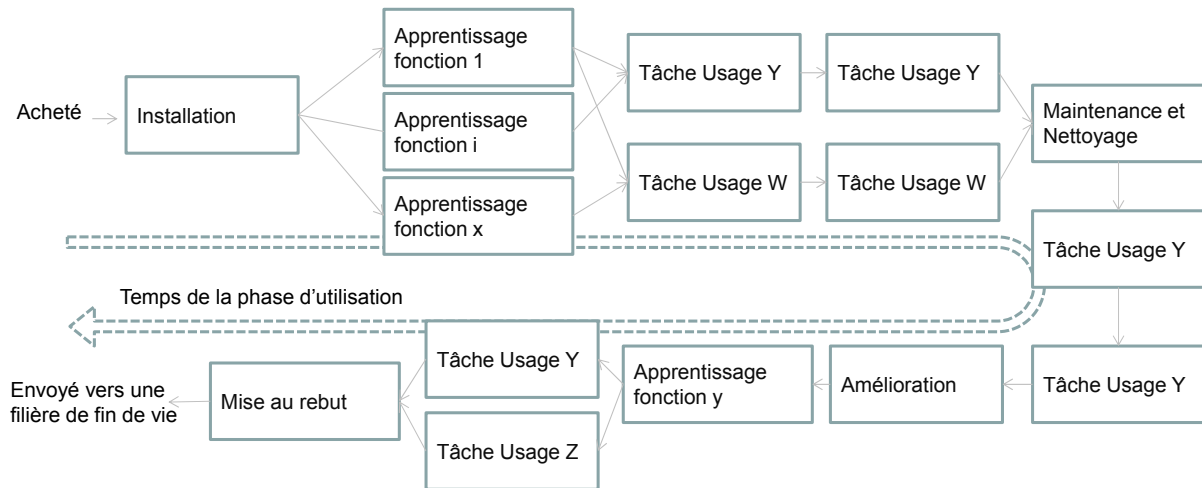 Acheté
Installation
Apprentissage
fonction 1
Apprentissage
fonction i
Apprentissage
fonction x
Tâche Usage Y
Tâche Usage Y
Tâche Usage W
Tâche Usage W
Maintenance et
Nettoyage
Tâche Usage Y
Temps de la phase d’utilisation
Tâche Usage Y
Amélioration
Apprentissage
fonction y
Tâche Usage Y
Tâche Usage Z
Mise au rebut
Envoyé vers une
filière de fin de vie